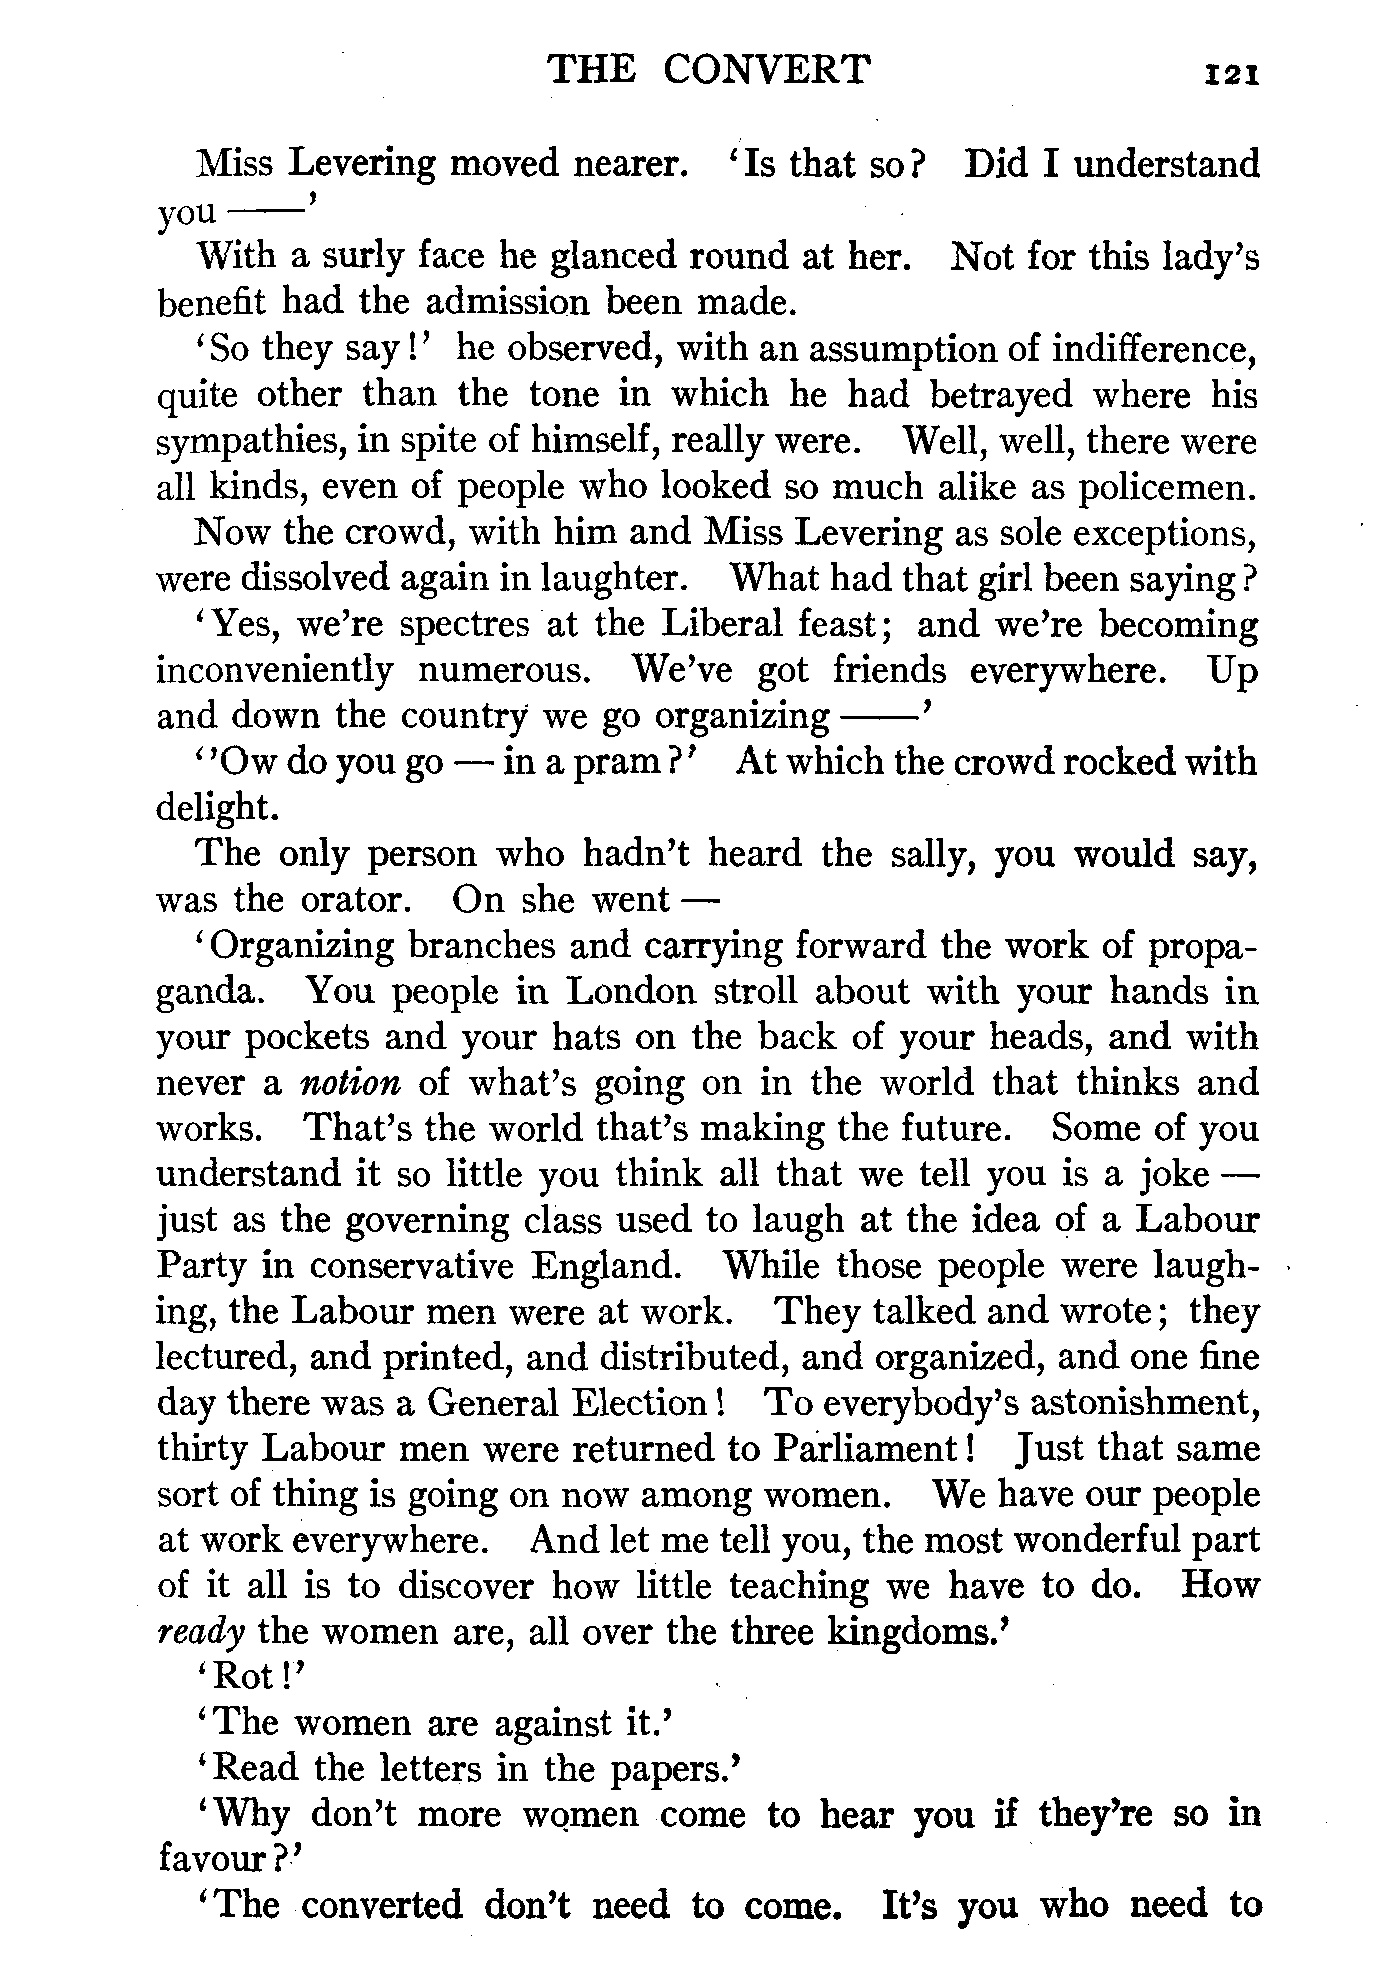 THE CONVERT 121
Miss Levering moved nearer. ‘Is that so? Did I understand
you ——’
With a surly face he glanced round at her. Not for this lady’s
benefit had the admission been made.
‘So they say!’ he observed, with an assumption of indifference,
quite other than the tone in which he had betrayed where his
sympathies, in spite of himself, really were. Well, well, there were
all kinds, even of people who looked so much alike as policemen.
Now the crowd, with him and Miss Levering as sole exceptions,
were dissolved again in laughter. What had that girl been saying?
‘Yes, we’re spectres at the Liberal feast; and we’re becoming
inconveniently numerous. We’ve got friends everywhere. Up
and down the country we go organizing ——’
‘’Ow do you go — in a pram?’ At which the crowd rocked with
delight.
The only person who hadn’t heard the sally, you would say,
was the orator. On she went —
‘Organizing branches and carrying forward the work of propa-
ganda. You people in London stroll about with your hands in
your pockets and your hats on the back of your heads, and with
never a notion of what’s going on in the world that thinks and
works. That’s the world that’s making the future. Some of you
understand it so little you think all that we tell you is a joke —
just as the governing class used to laugh at the idea of a Labour
Party in conservative England. While those people were laugh-
ing, the Labour men were at work. They talked and wrote; they
lectured, and printed, and distributed, and organized, and one fine
day there was a General Election! To everybody’s astonishment,
thirty Labour men were returned to Parliament! Just that same
sort of thing is going on now among women. We have our people
at work everywhere. And let me tell you, the most wonderful part
of it all is to discover how little teaching we have to do. How
ready the women are, all over the three kingdoms.’
‘Rot!’
‘The women are against it.’
‘Read the letters in the papers.’
‘Why don’t more women come to hear you if they’re so in
favour?’
‘The converted don’t need to come. It’s you who need to